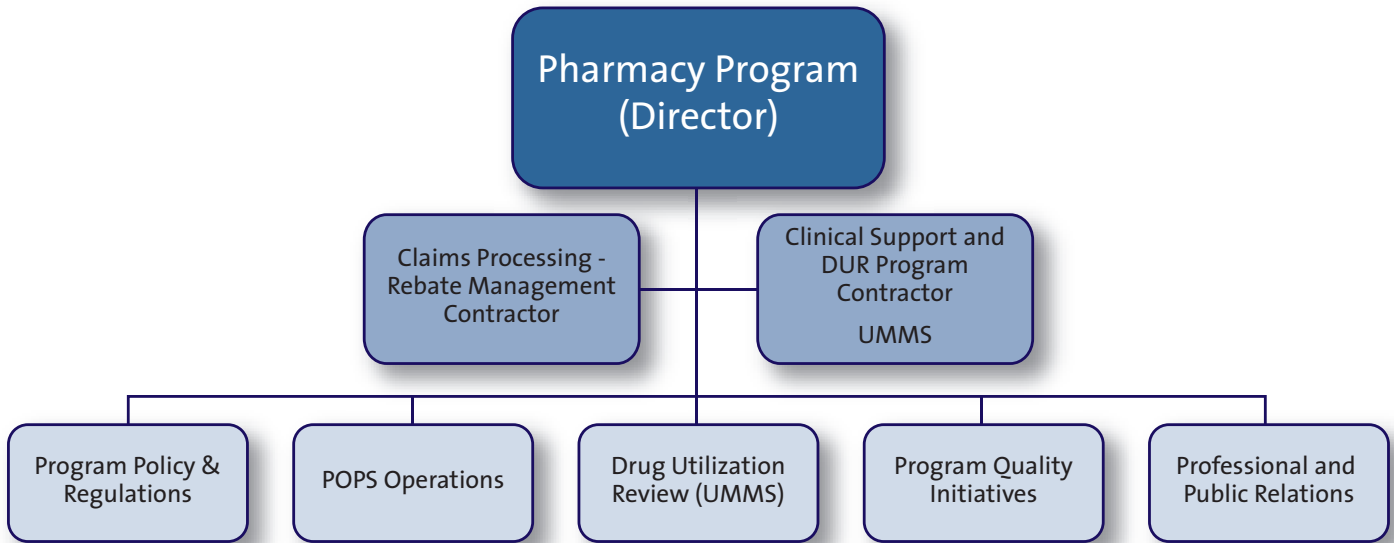 Pharmacy Program
(Director)
Claims Processing -
Rebate Management
Contractor
Clinical Support and
DUR Program
Contractor
UMMS
Program Policy &
Regulations
POPS Operations
Drug Utilization
Review (UMMS)
Program Quality
Initiatives
Professional and
Public Relations